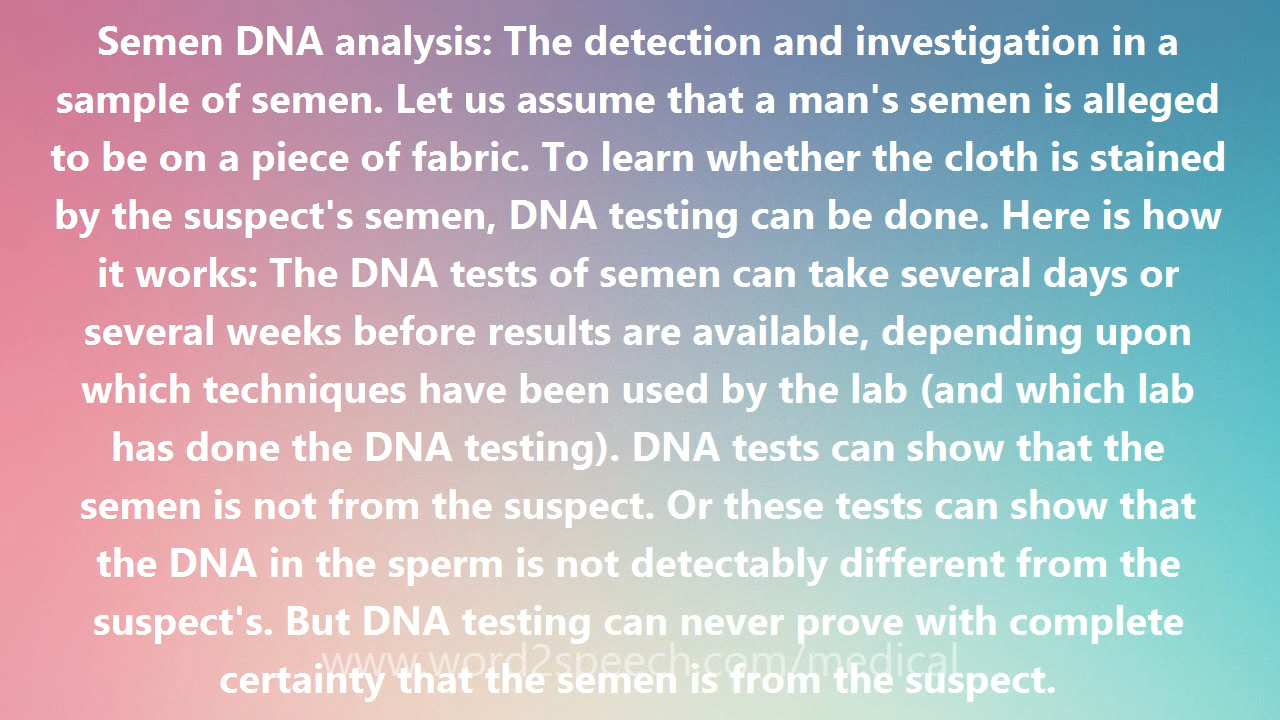 Semen DNA analysis: The detection and investigation in a
sample of semen. Let us assume that a man's semen is alleged
to be on a piece of fabric. To learn whether the cloth is stained
by the suspect's semen, DNA testing can be done. Here is how
it works: The DNA tests of semen can take several days or
several weeks before results are available, depending upon
which techniques have been used by the lab (and which lab
has done the DNA testing). DNA tests can show that the
semen is not from the suspect. Or these tests can show that
the DNA in the sperm is not detectably different from the
suspect's. But DNA testing can never prove with complete
www.word2speech.com/medical
certainty that the semen is from the suspect.